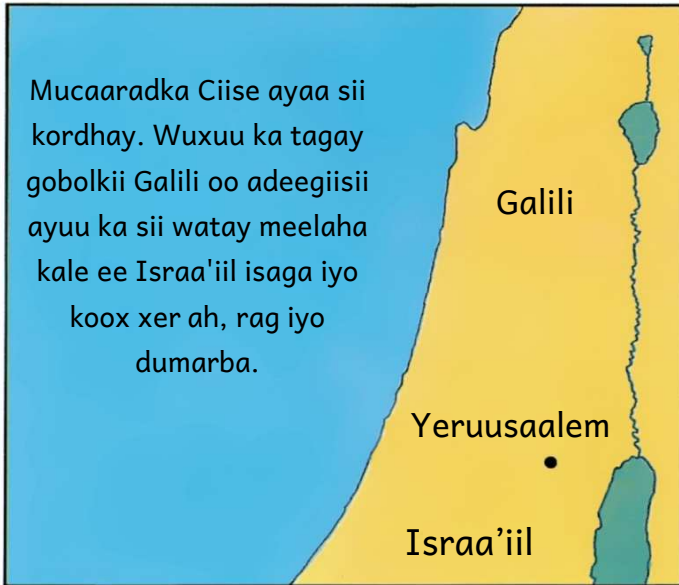 Mucaaradka Ciise ayaa sii
kordhay. Wuxuu ka tagay
gobolkii Galili oo adeegiisii
ayuu ka sii watay meelaha
kale ee Israa'iil isaga iyo
koox xer ah, rag iyo
dumarba.
Galili
Yeruusaalem
Israa’iil